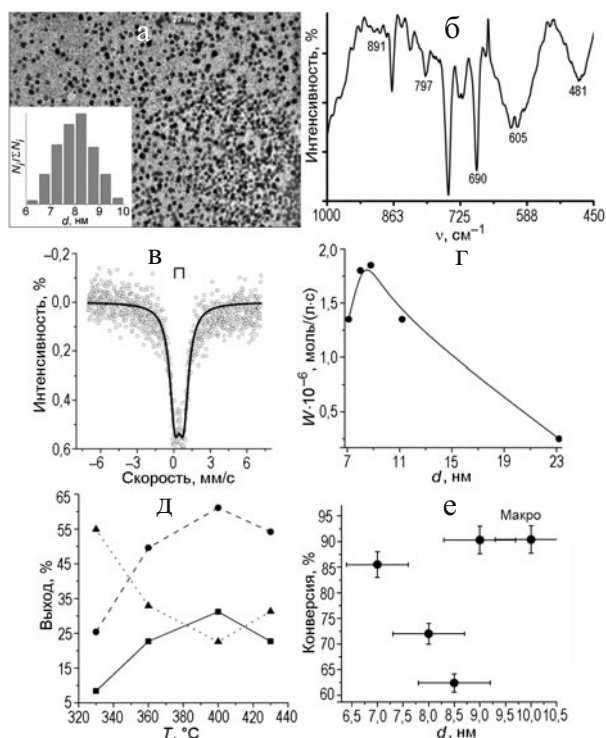 а
27 nm
N_i/ΣN_i
6 7 8 9 10
d, нм
б
Интенсивность, %
891
797
690
605
481
1000 863 725 588 450
ν, см⁻¹
в
П
Интенсивность, %
–0,2
0,0
0,2
0,4
0,6
–6 –3 0 3 6
Скорость, мм/с
г
W·10⁻⁶, моль/(л·с)
1,5
1,0
0,5
7 11 15 19 23
d, нм
д
Выход, %
65
55
45
35
25
15
5
320 340 360 380 400 420 440
T, °C
е
Макро
Конверсия, %
95
90
85
80
75
70
65
60
6,5 7,0 7,5 8,0 8,5 9,0 9,5 10,0 10,5
d, нм